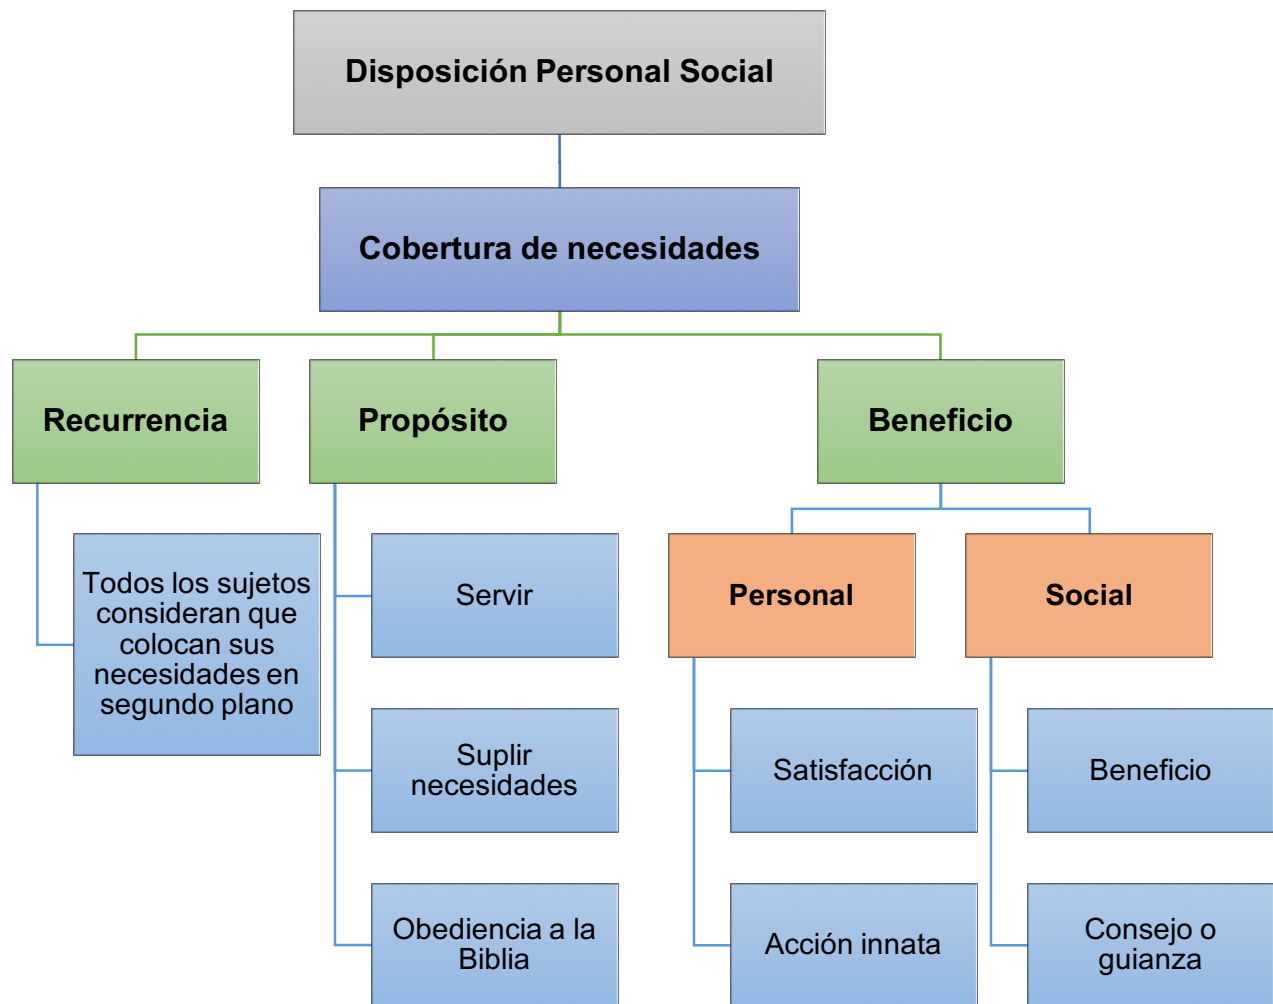 Disposición Personal Social
Cobertura de necesidades
Recurrencia
Propósito
Beneficio
Todos los sujetos
consideran que
colocan sus
necesidades en
segundo plano
Servir
Personal
Social
Suplir
necesidades
Satisfacción
Beneficio
Obediencia a la
Biblia
Acción innata
Consejo o
guianza